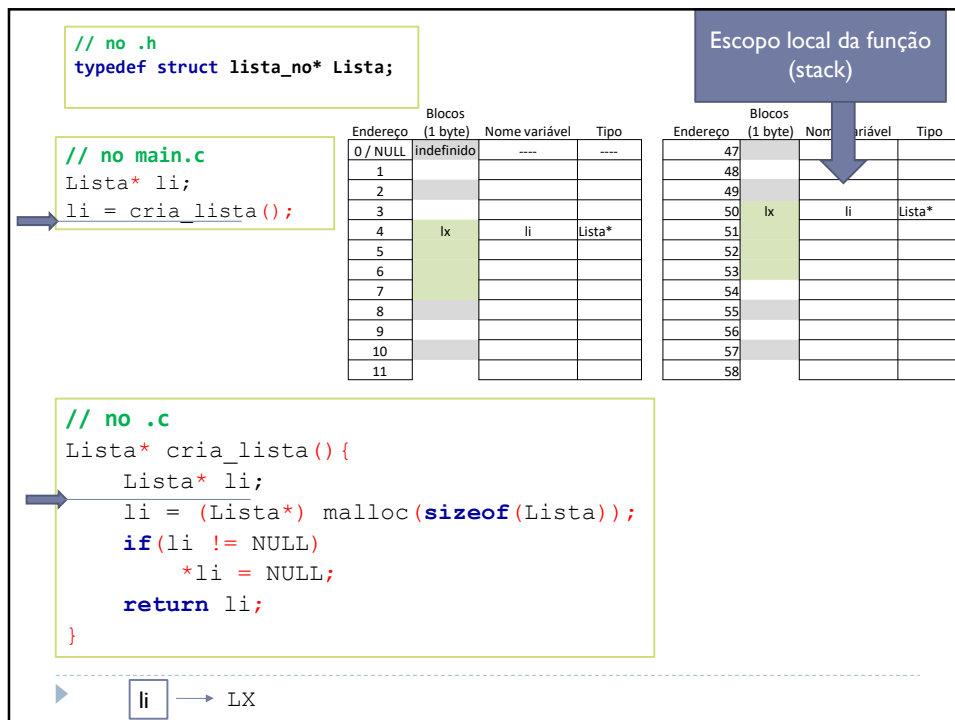 // no .h
typedef struct lista_no* Lista;
Escopo local da função
(stack)
// no main.c
Lista* li;
li = cria_lista();
Endereço Blocos (1 byte) Nome variável Tipo
0 / NULL indefinido ---- ----
1
2
3
4 lx li Lista*
5
6
7
8
9
10
11
Endereço Blocos (1 byte) Tipo
47
48
49
50 lx li Lista*
51
52
53
54
55
56
57
58
// no .c
Lista* cria_lista(){
Lista* li;
li = (Lista*) malloc(sizeof(Lista));
if(li != NULL)
*li = NULL;
return li;
}
li LX